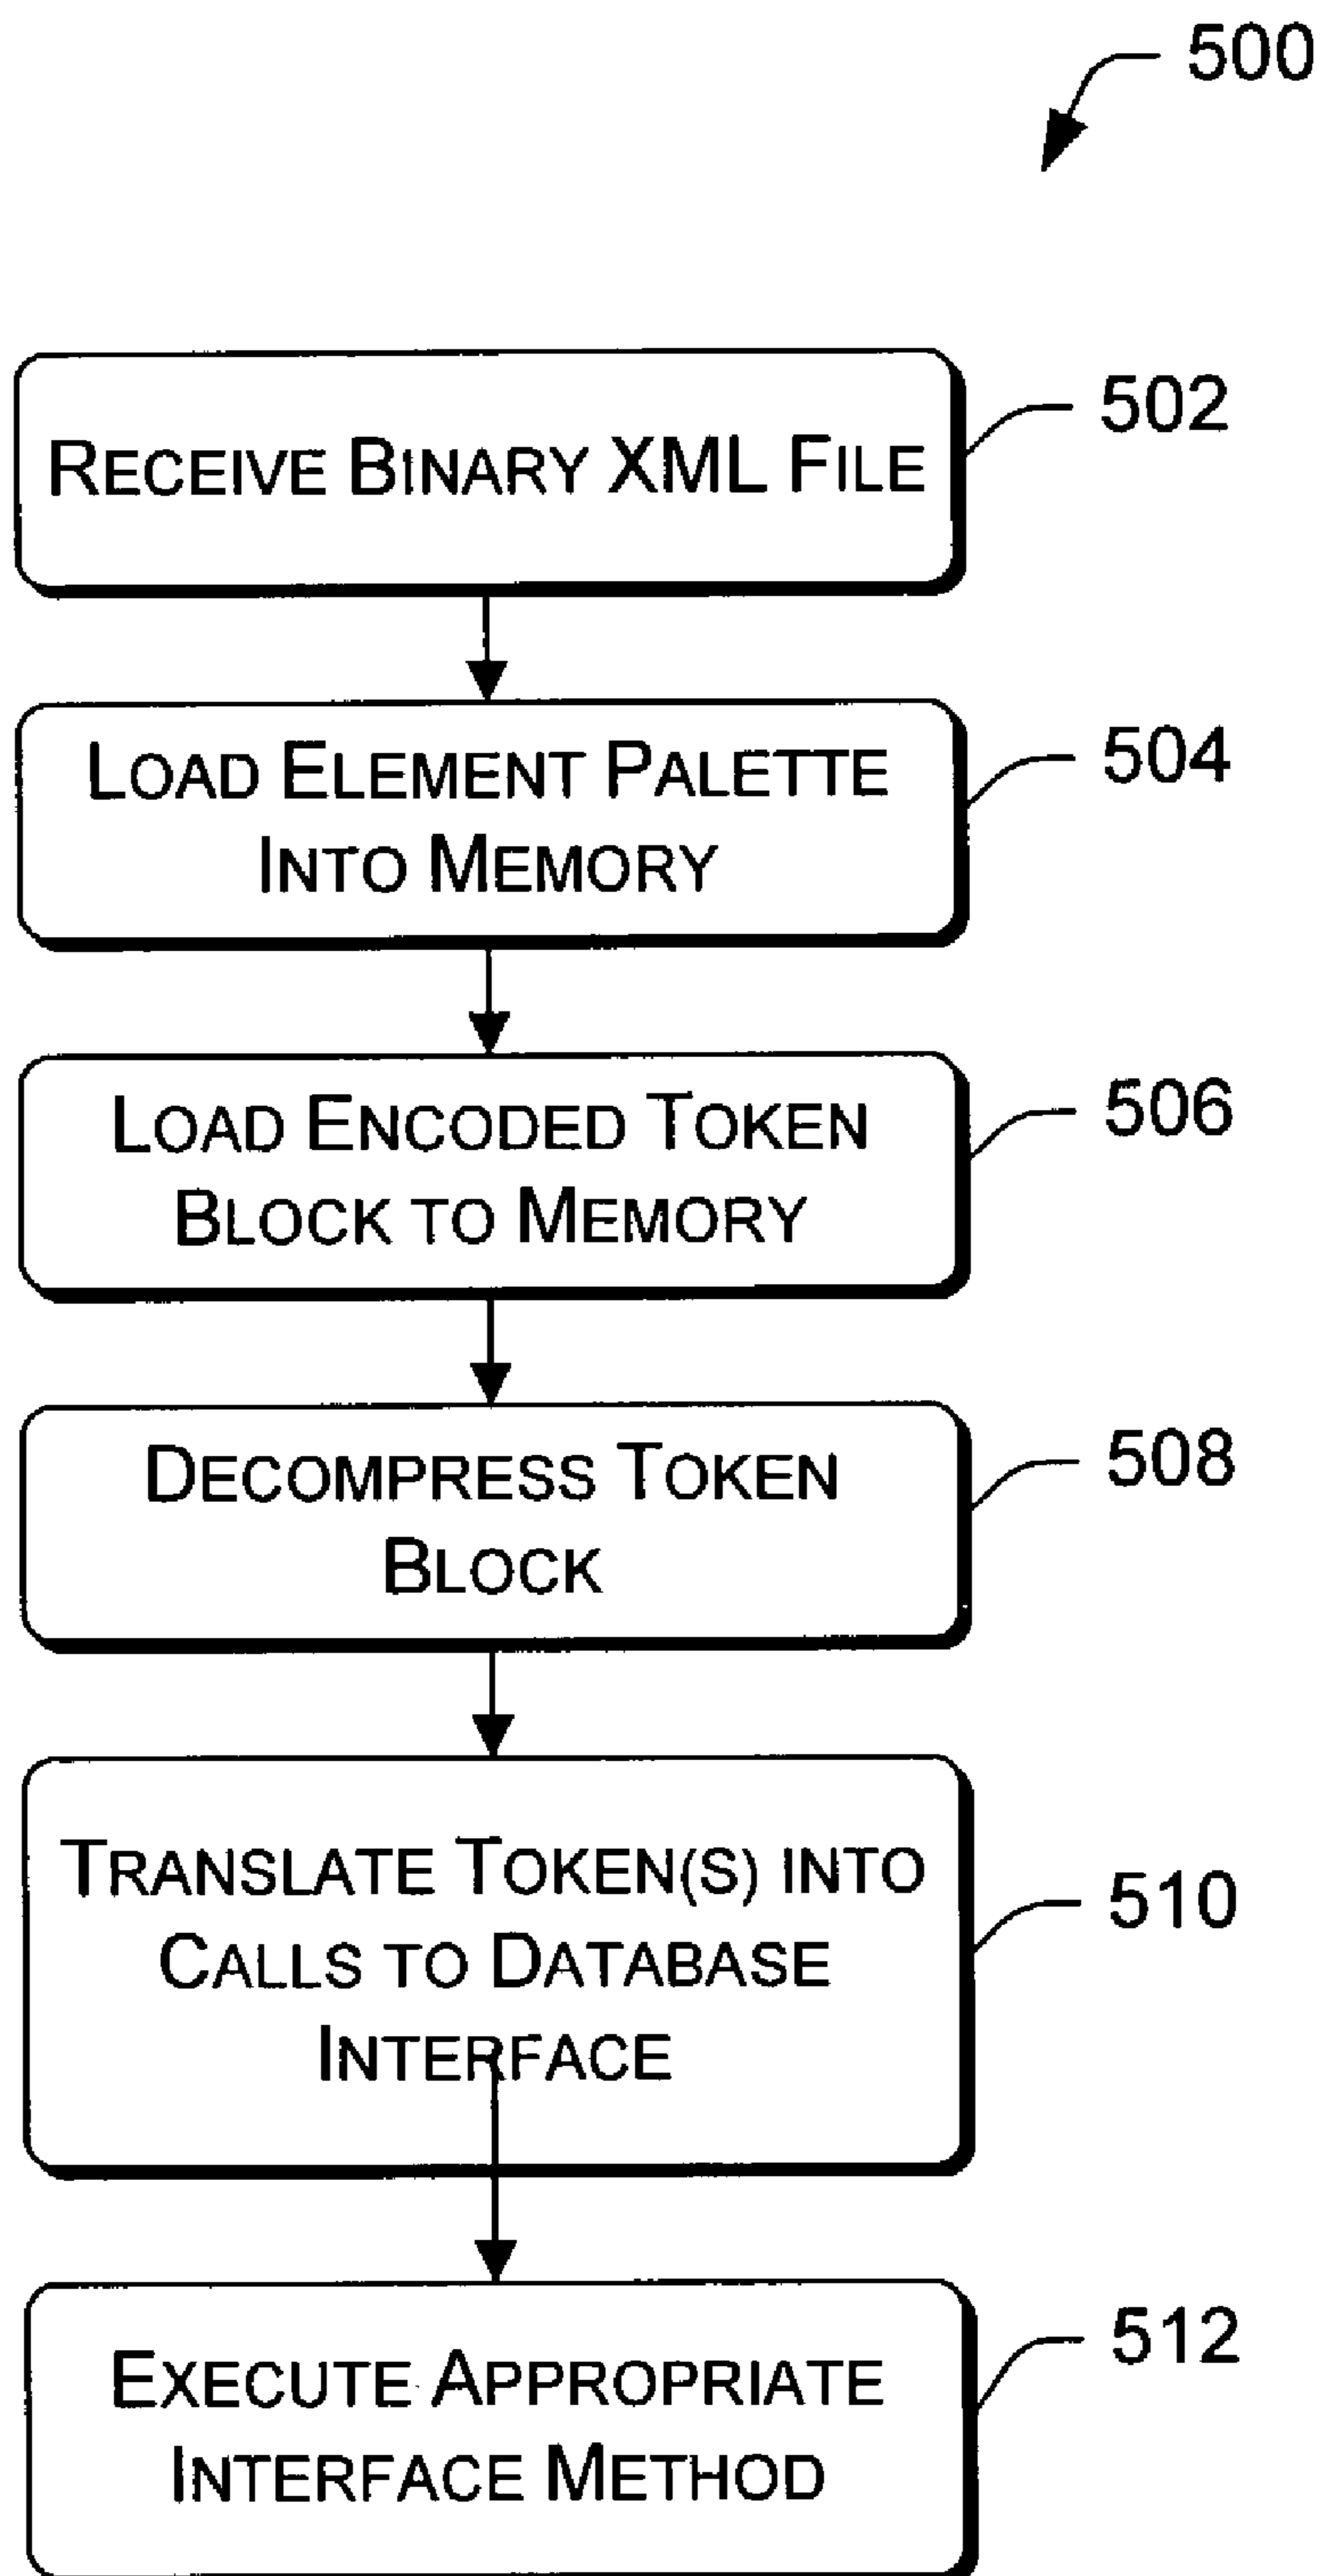 500
RECEIVE BINARY XML FILE
502
LOAD ELEMENT PALETTE
INTO MEMORY
504
LOAD ENCODED TOKEN
BLOCK TO MEMORY
506
DECOMPRESS TOKEN
BLOCK
508
TRANSLATE TOKEN(S) INTO
CALLS TO DATABASE
INTERFACE
510
EXECUTE APPROPRIATE
INTERFACE METHOD
512